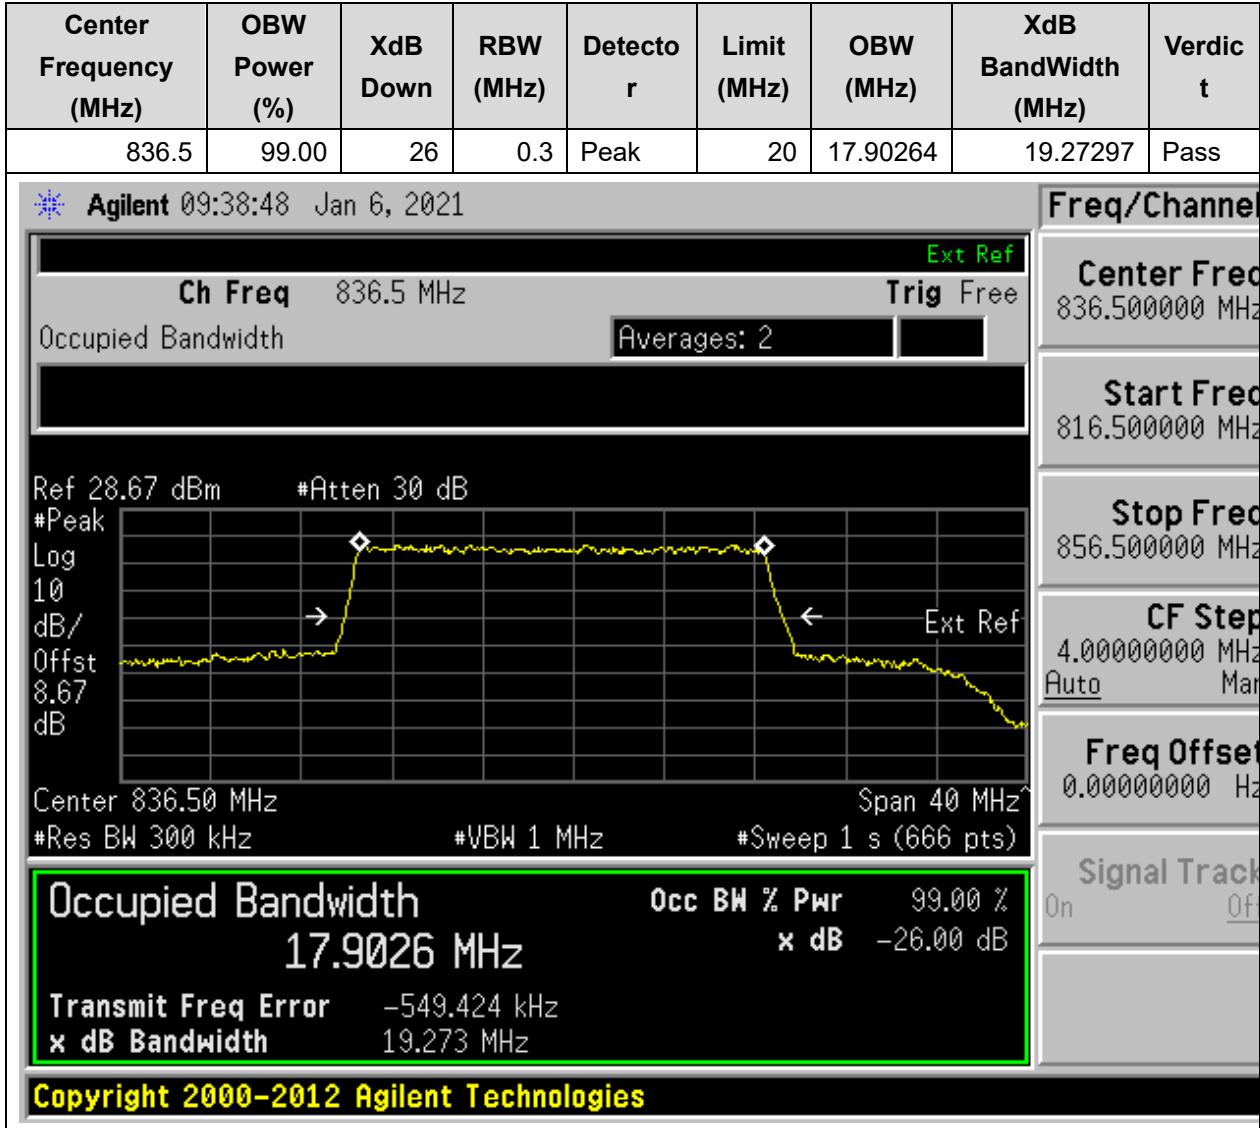 Center Frequency (MHz) OBW Power (%) XdB Down RBW (MHz) Detector Limit (MHz) OBW (MHz) XdB BandWidth (MHz) Verdict
836.5 99.00 26 0.3 Peak 20 17.90264 19.27297 Pass
Agilent 09:38:48 Jan 6, 2021 Freq/Channel
Ext Ref
Ch Freq 836.5 MHz Trig Free
Occupied Bandwidth Averages: 2
Center Freq
836.500000 MHz
Start Freq
816.500000 MHz
Stop Freq
856.500000 MHz
CF Step
4.00000000 MHz
Auto Man
Freq Offset
0.00000000 Hz
Signal Track
On Off
Ref 28.67 dBm #Atten 30 dB
#Peak
Log
10
dB/
Offst
8.67
dB
Ext Ref
Center 836.50 MHz Span 40 MHz^
#Res BW 300 kHz #VBW 1 MHz #Sweep 1 s (666 pts)
Occupied Bandwidth
17.9026 MHz
Occ BW % Pwr 99.00 %
x dB -26.00 dB
Transmit Freq Error -549.424 kHz
x dB Bandwidth 19.273 MHz
Copyright 2000-2012 Agilent Technologies